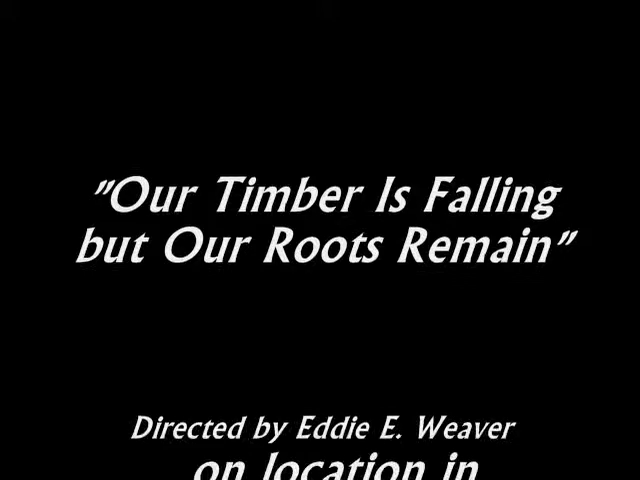 "Our Timber Is Falling
but Our Roots Remain"
Directed by Eddie E. Weaver
on location in